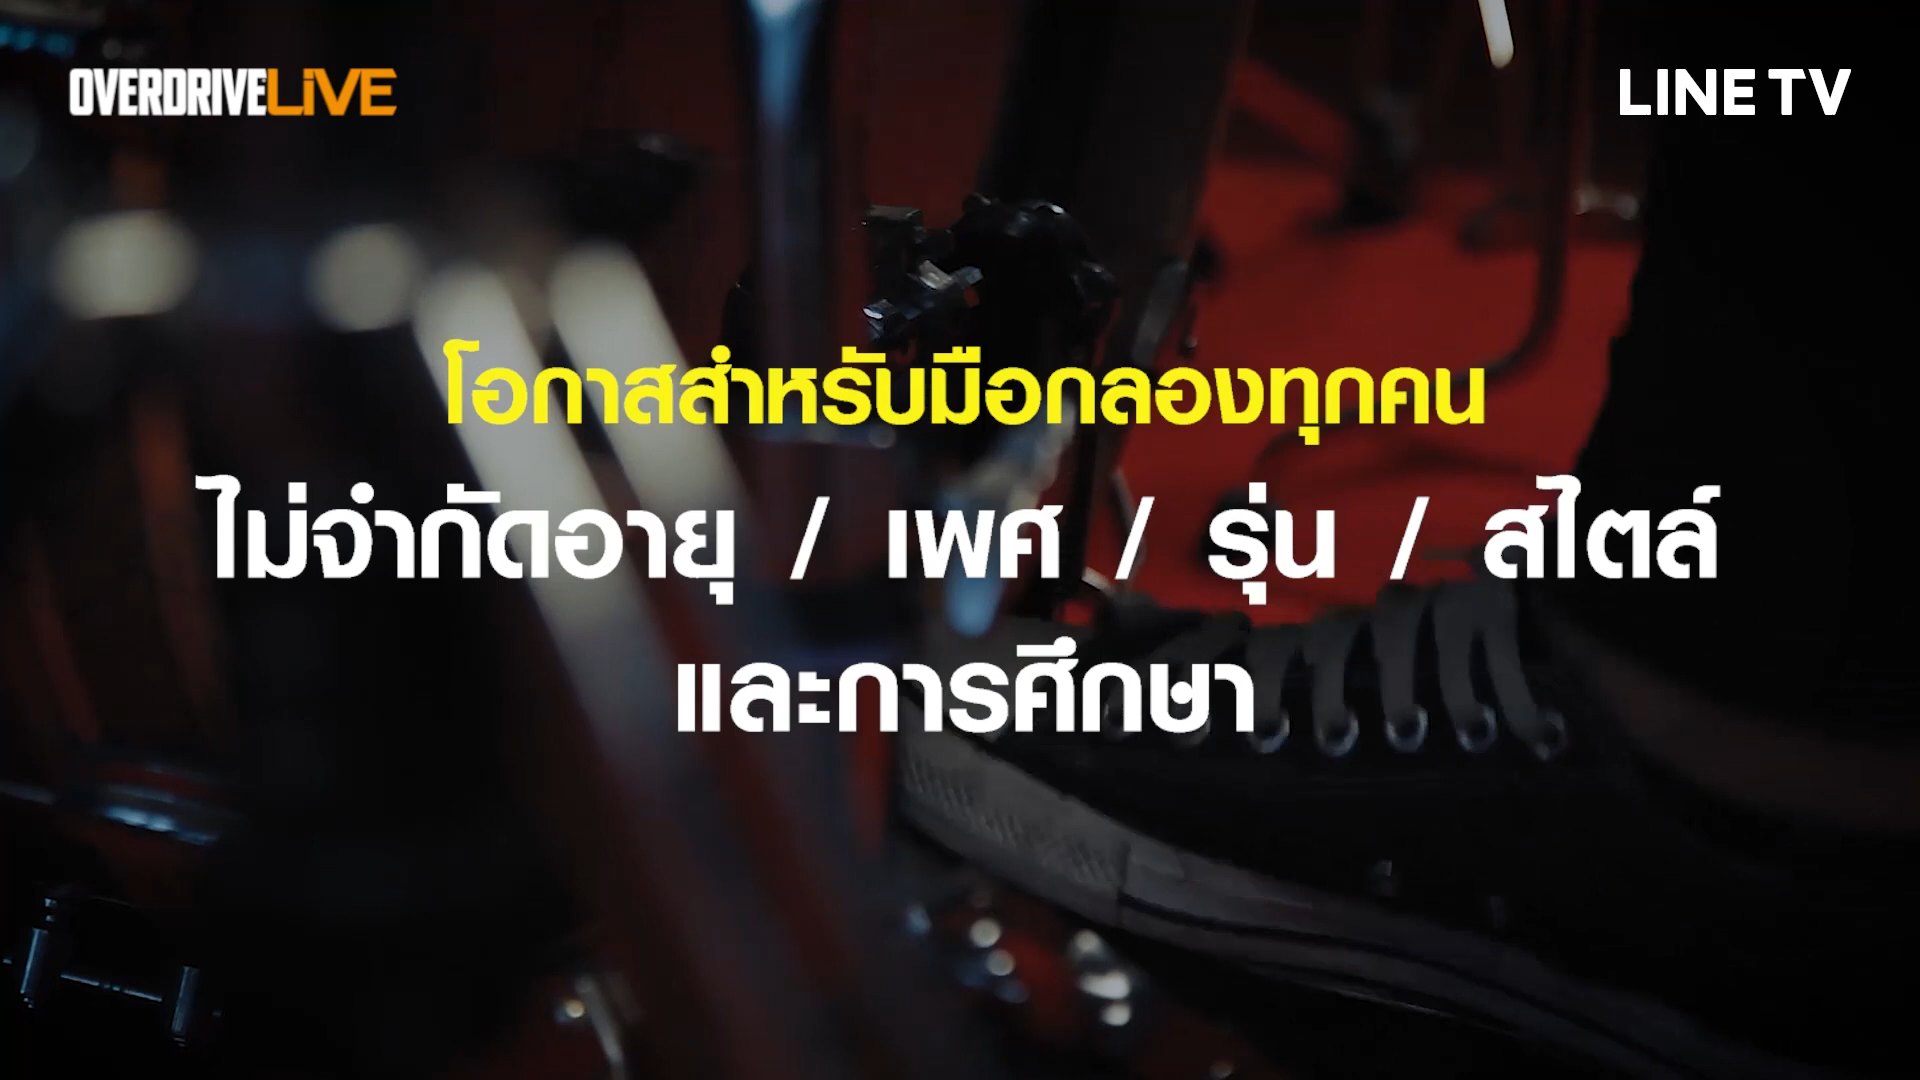 OVERDRIVELiVE
LINE TV
โอกาสสำหรับมือกลองทุกคน
ไม่จำกัดอายุ / เพศ / รุ่น / สไตล์
และการศึกษา